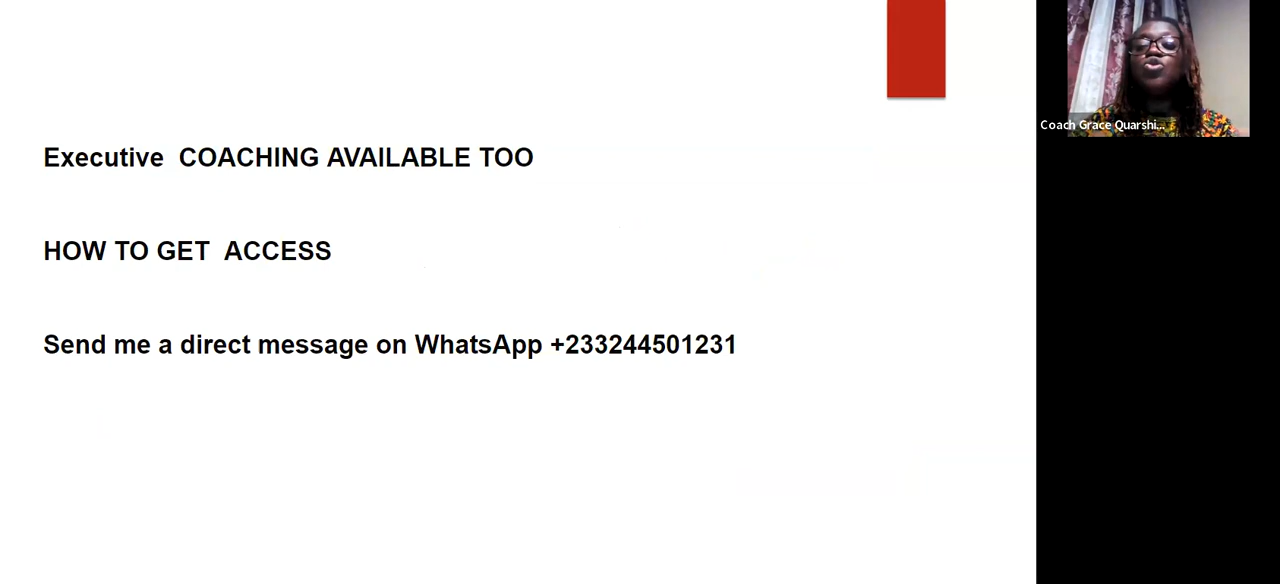 Executive COACHING AVAILABLE TOO
HOW TO GET ACCESS
Send me a direct message on WhatsApp +233244501231
Coach Grace Quarshi...